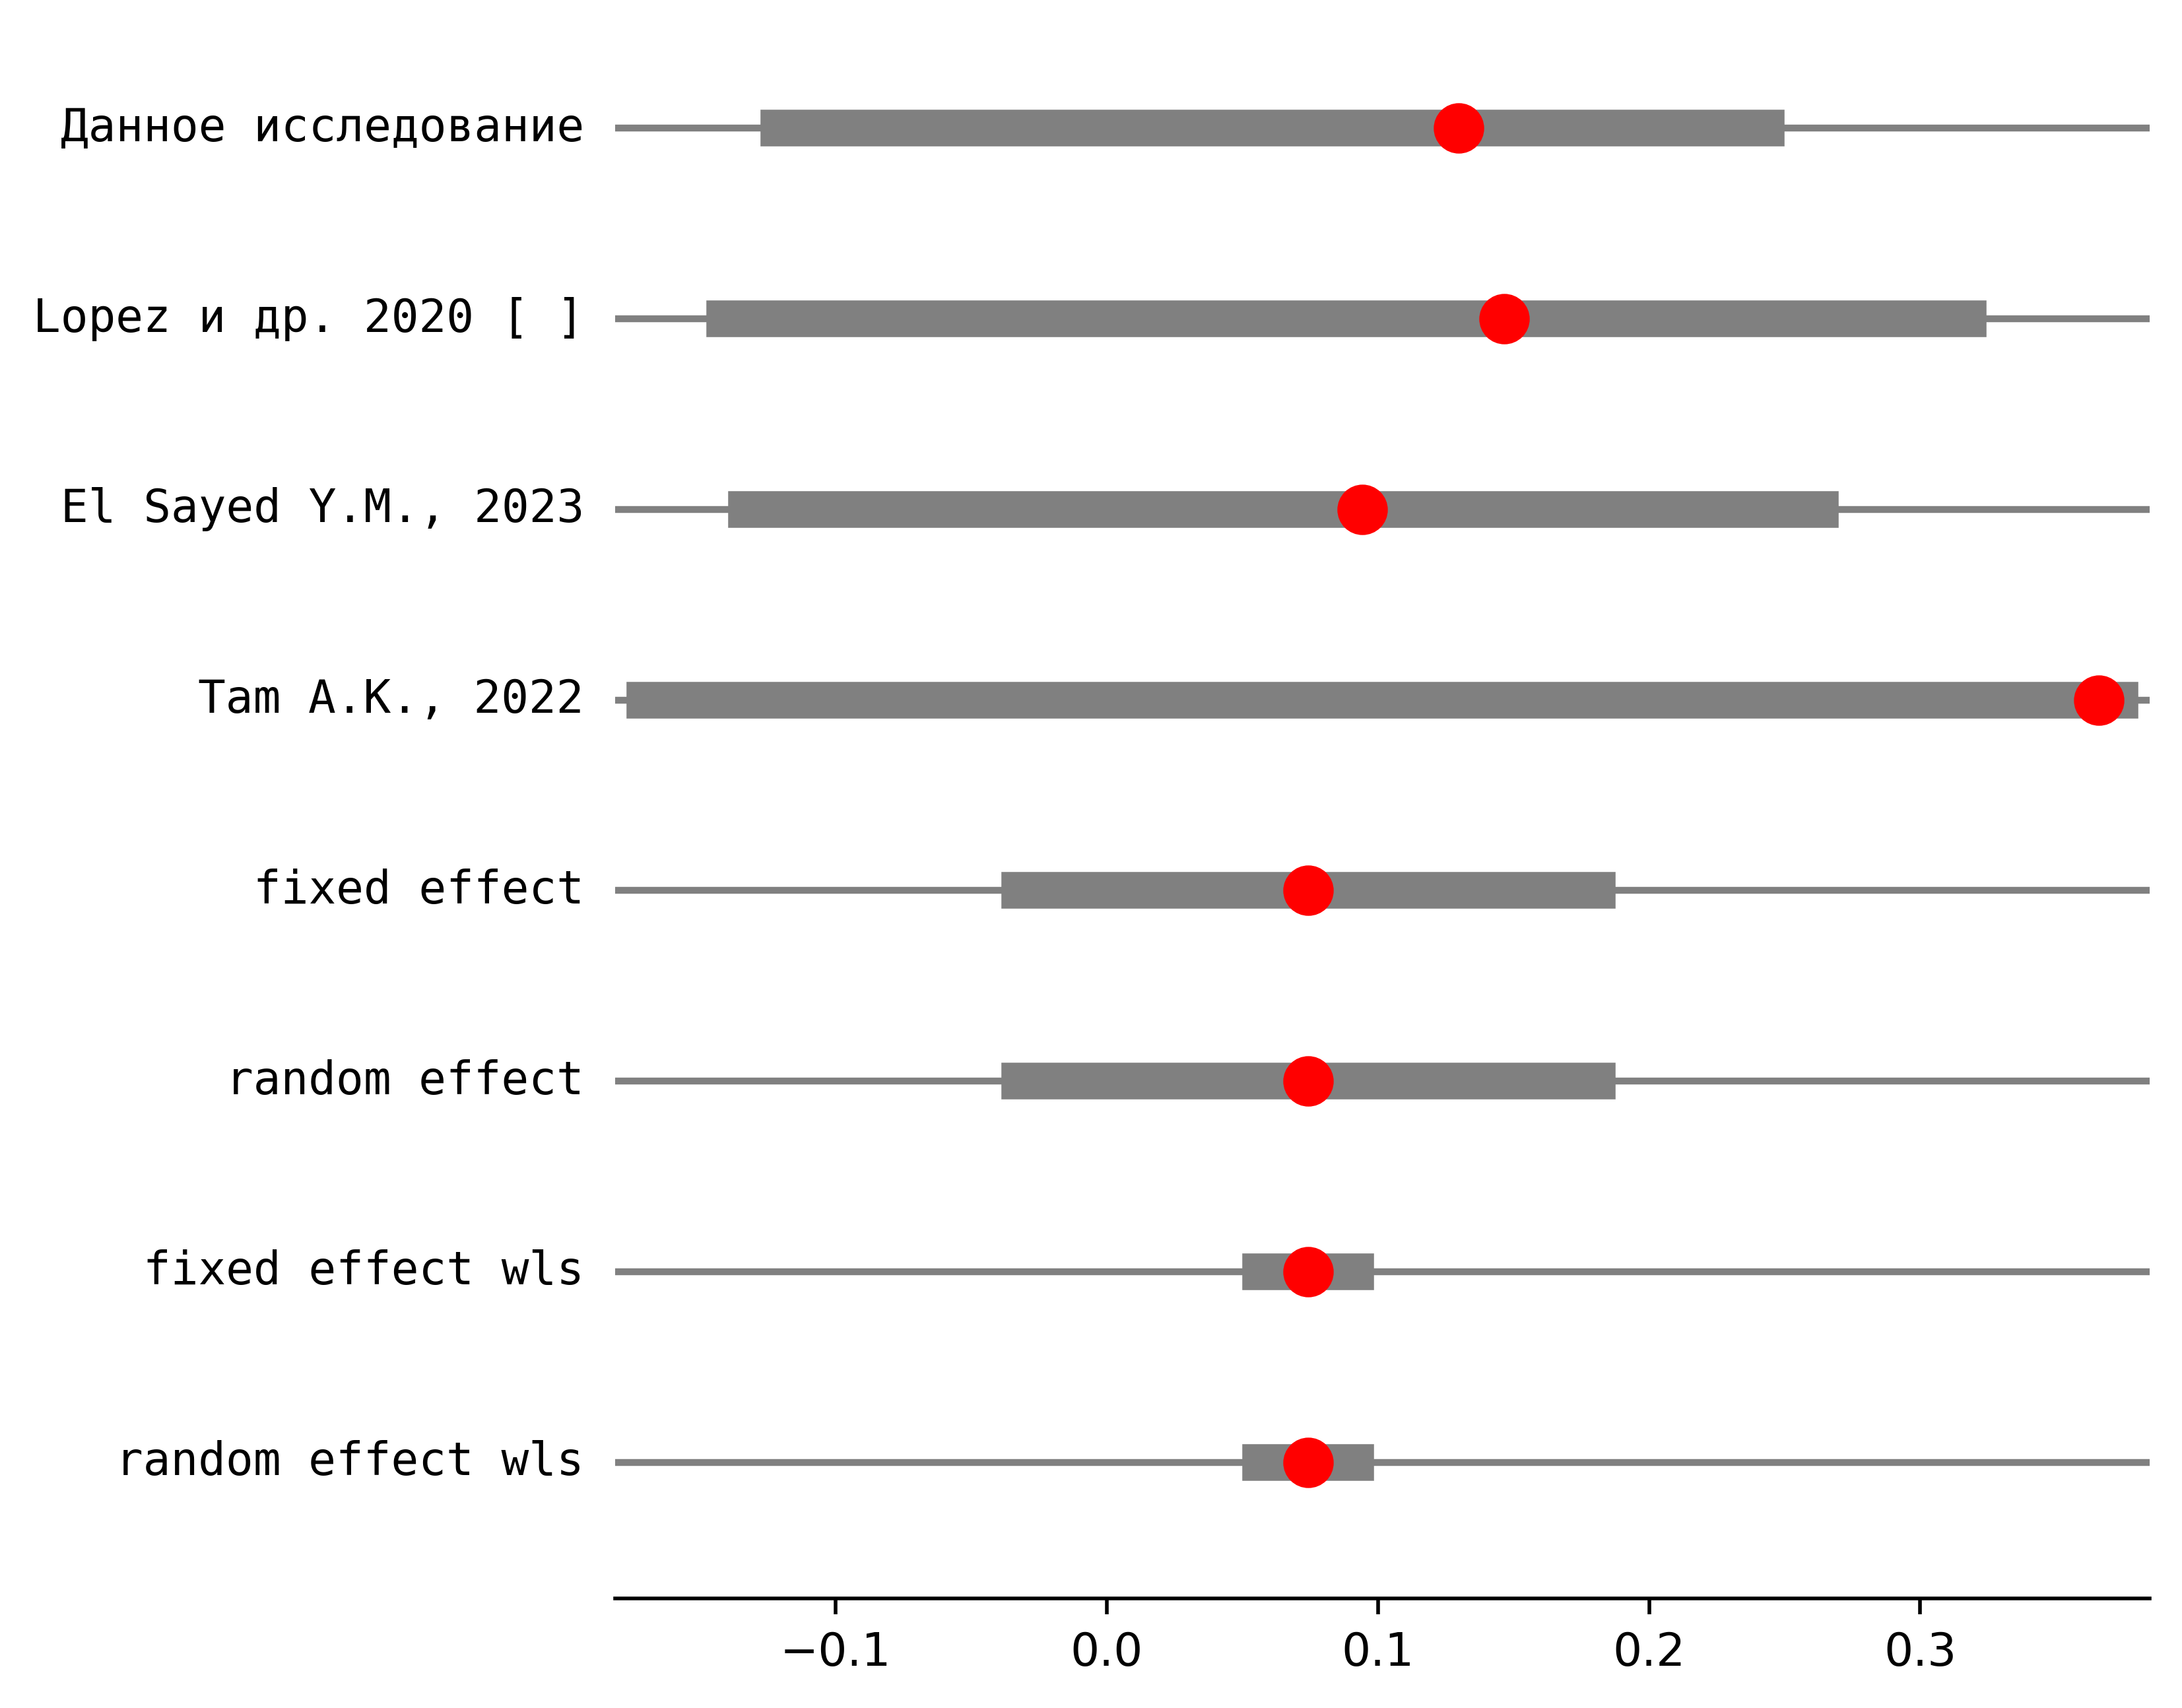 Данное исследование
Lopez и др. 2020 [ ]
El Sayed Y.M., 2023
Tam A.K., 2022
fixed effect
random effect
fixed effect wls
random effect wls
−0.1 0.0 0.1 0.2 0.3